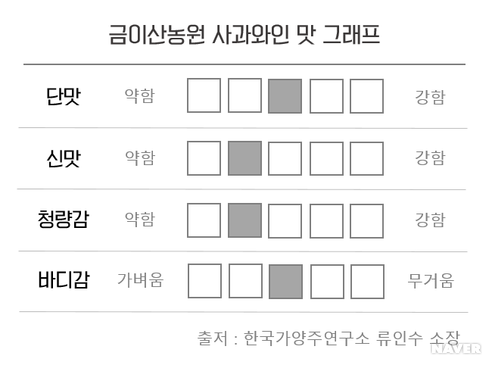 금이산농원 사과와인 맛 그래프
단맛 약함 강함
신맛 약함 강함
청량감 약함 강함
바디감 가벼움 무거움
출저 : 한국가양주연구소 류인수 소장
NAVER